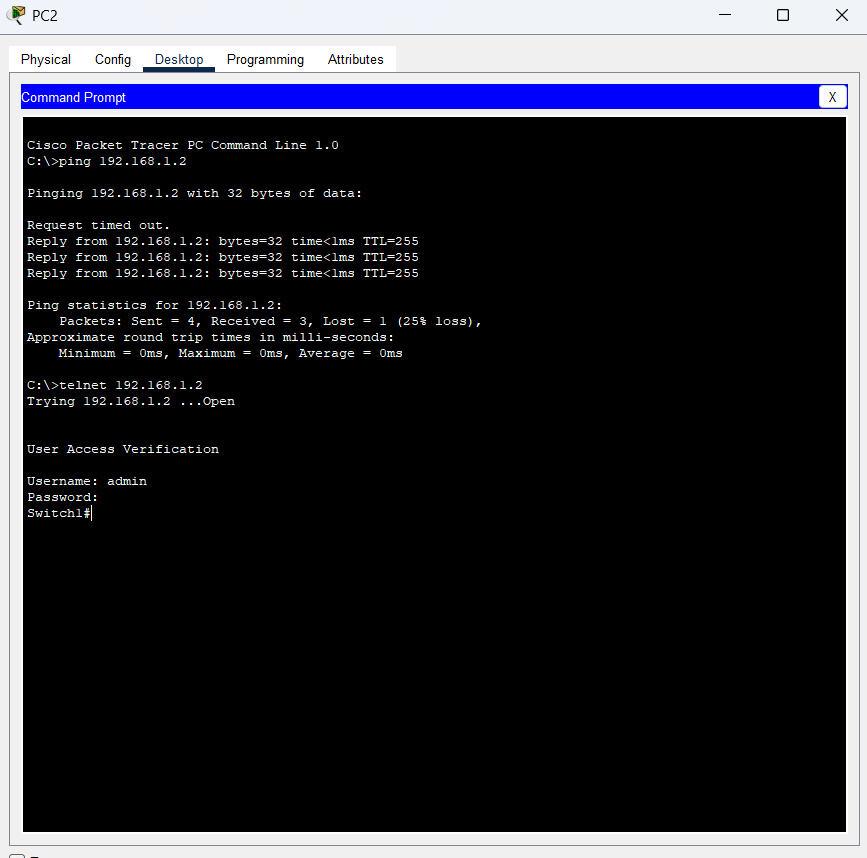 PC2
Physical Config Desktop Programming Attributes
Command Prompt
X
Cisco Packet Tracer PC Command Line 1.0
C:\>ping 192.168.1.2
Pinging 192.168.1.2 with 32 bytes of data:
Request timed out.
Reply from 192.168.1.2: bytes=32 time<1ms TTL=255
Reply from 192.168.1.2: bytes=32 time<1ms TTL=255
Reply from 192.168.1.2: bytes=32 time<1ms TTL=255
Ping statistics for 192.168.1.2:
Packets: Sent = 4, Received = 3, Lost = 1 (25% loss),
Approximate round trip times in milli-seconds:
Minimum = 0ms, Maximum = 0ms, Average = 0ms
C:\>telnet 192.168.1.2
Trying 192.168.1.2 ...Open
User Access Verification
Username: admin
Password:
Switch1#